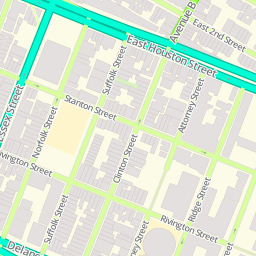 East 2nd Street
Avenue B
East Houston Street
Suffolk Street
Stanton Street
Attorney Street
Essex Street
Norfolk Street
Rivington Street
Clinton Street
Suffolk Street
Ridge Street
Rivington Street